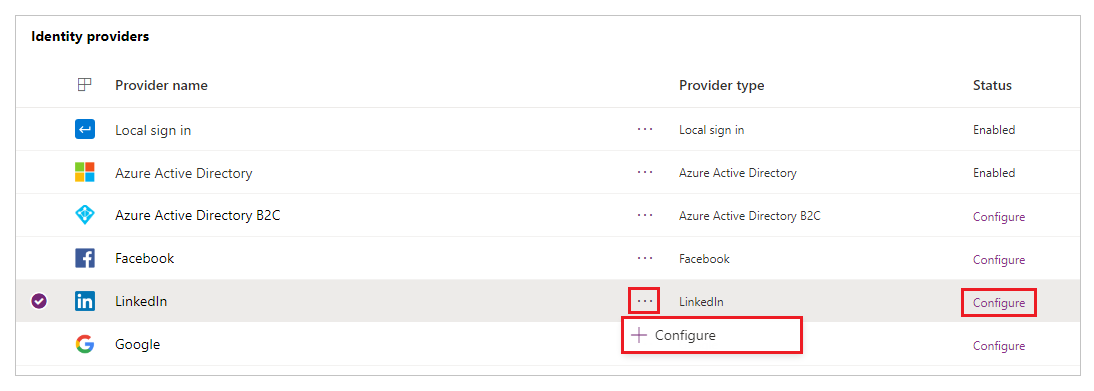 Identity providers
Provider name Provider type Status
Local sign in ... Local sign in Enabled
Azure Active Directory ... Azure Active Directory Enabled
Azure Active Directory B2C ... Azure Active Directory B2C Configure
Facebook ... Facebook Configure
in LinkedIn ... LinkedIn Configure
+ Configure
Google Configure